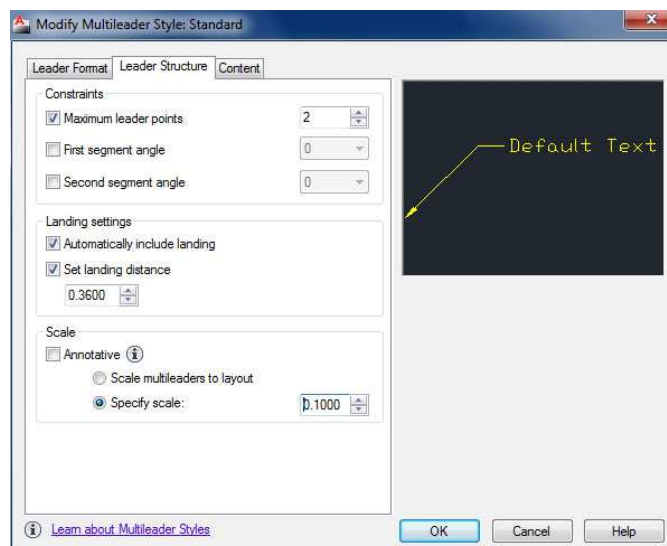 Modify Multileader Style: Standard
Leader Format Leader Structure Content
Constraints
Maximum leader points 2
First segment angle 0
Second segment angle 0
Landing settings
Automatically include landing
Set landing distance
0.3600
Scale
Annotative
Scale multileaders to layout
Specify scale: 0.1000
Default Text
Learn about Multileader Styles
OK Cancel Help